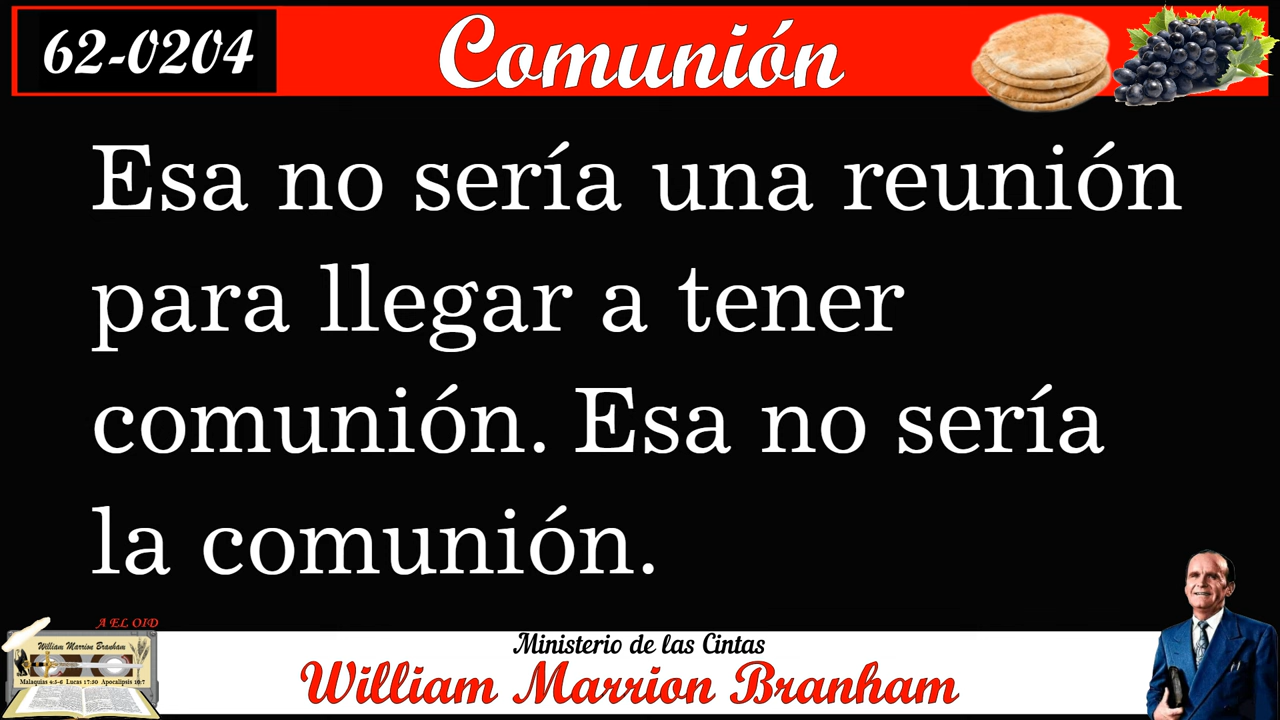 62-0204
Comunión
Esa no sería una reunión
para llegar a tener
comunión. Esa no sería
la comunión.
A EL OID
William Marrion Branham
Malaquias 4:5-6 Lucas 17:30 Apocalipsis 10:7
Ministerio de las Cintas
William Marrion Branham